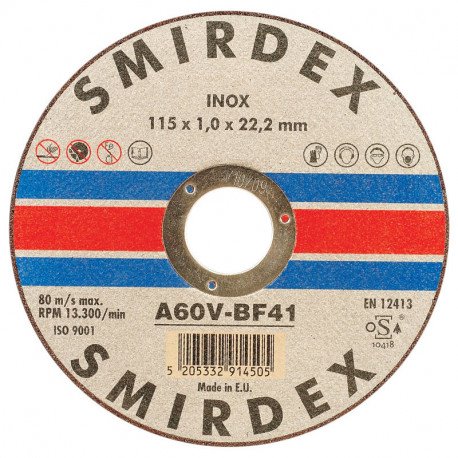 SMIRDEX
INOX
115 x 1,0 x 22,2 mm
80 m/s max.
RPM 13.300/min
ISO 9001
A60V-BF41
EN 12413
oSa
10418
5 205332 914505
Made in E.U.
SMIRDEX